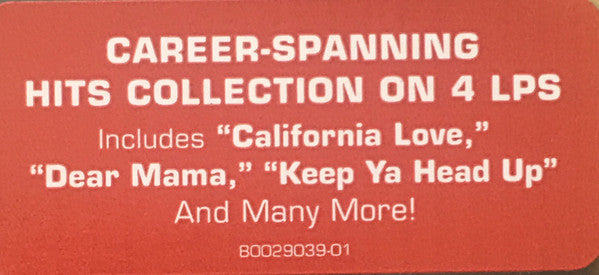 CAREER-SPANNING
HITS COLLECTION ON 4 LPS
Includes “California Love,”
“Dear Mama,” “Keep Ya Head Up”
And Many More!
B0029039-01